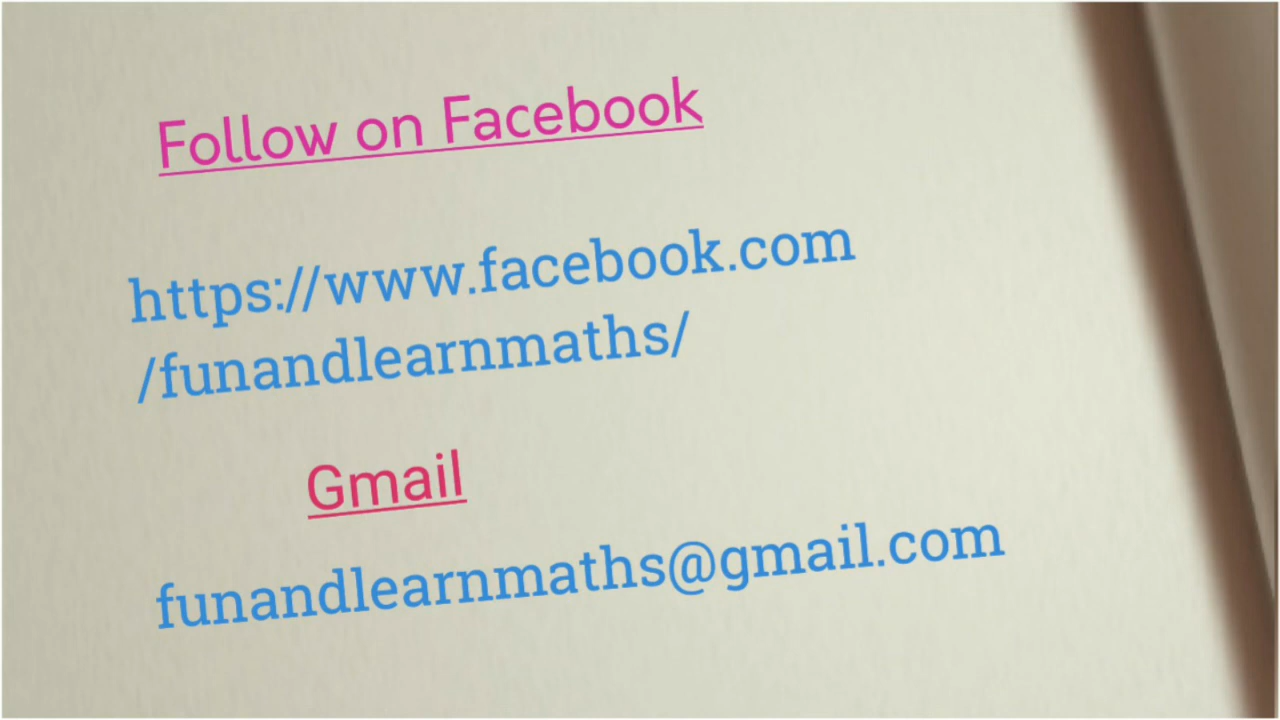 Follow on Facebook
https://www.facebook.com
/funandlearnmaths/
Gmail
funandlearnmaths@gmail.com